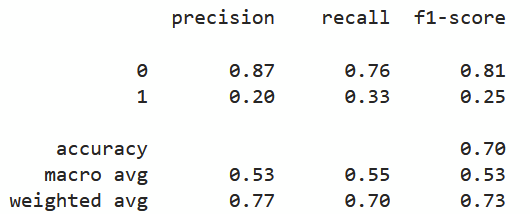 precision recall f1-score
0 0.87 0.76 0.81
1 0.20 0.33 0.25
accuracy 0.70
macro avg 0.53 0.55 0.53
weighted avg 0.77 0.70 0.73